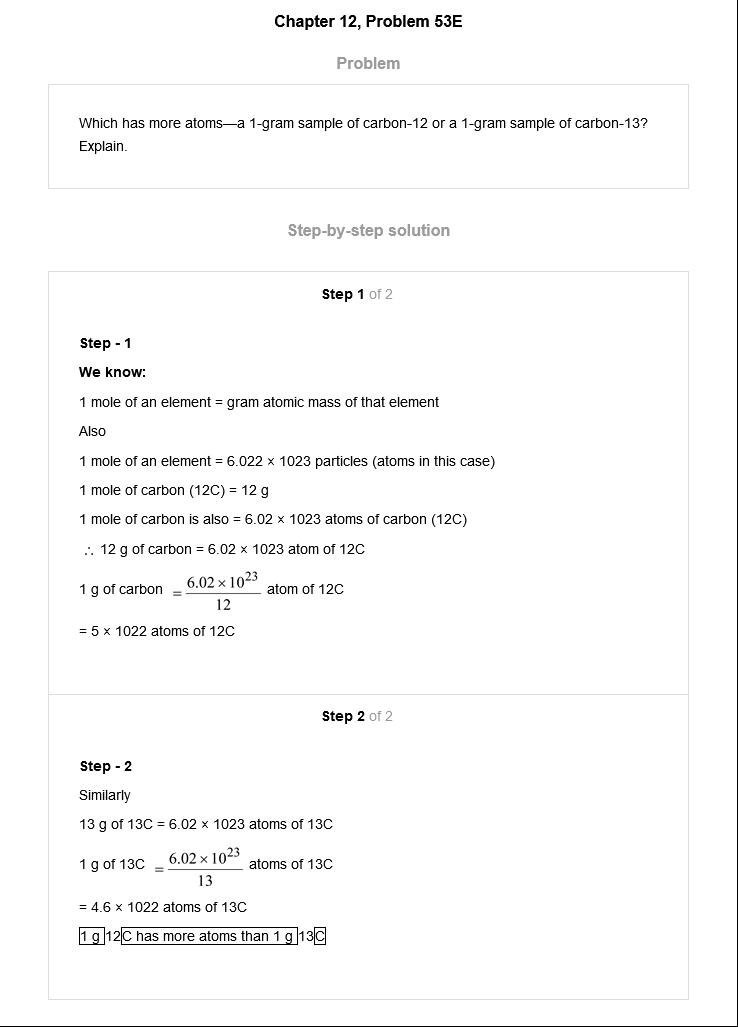 Chapter 12, Problem 53E
Problem
Which has more atoms—a 1-gram sample of carbon-12 or a 1-gram sample of carbon-13?
Explain.
Step-by-step solution
Step 1 of 2
Step - 1
We know:
1 mole of an element = gram atomic mass of that element
Also
1 mole of an element = 6.022 × 1023 particles (atoms in this case)
1 mole of carbon (12C) = 12 g
1 mole of carbon is also = 6.02 × 1023 atoms of carbon (12C)
∴ 12 g of carbon = 6.02 × 1023 atom of 12C
1 g of carbon = 6.02 × 10²³ / 12 atom of 12C
= 5 × 1022 atoms of 12C
Step 2 of 2
Step - 2
Similarly
13 g of 13C = 6.02 × 1023 atoms of 13C
1 g of 13C = 6.02 × 10²³ / 13 atoms of 13C
= 4.6 × 1022 atoms of 13C
1 g 12C has more atoms than 1 g 13C